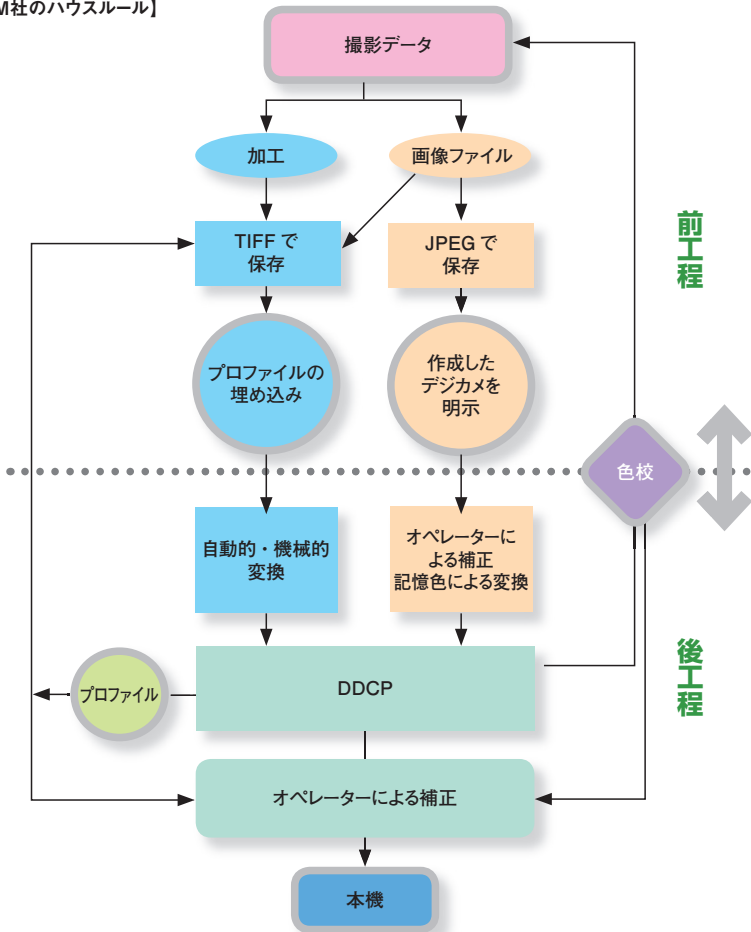 M社のハウスルール】
撮影データ
加工
画像ファイル
TIFF で
保存
JPEG で
保存
前工程
プロファイルの
埋め込み
作成した
デジカメを
明示
色校
自動的・機械的
変換
オペレーターに
よる補正
記憶色による変換
後工程
プロファイル
DDCP
オペレーターによる補正
本機